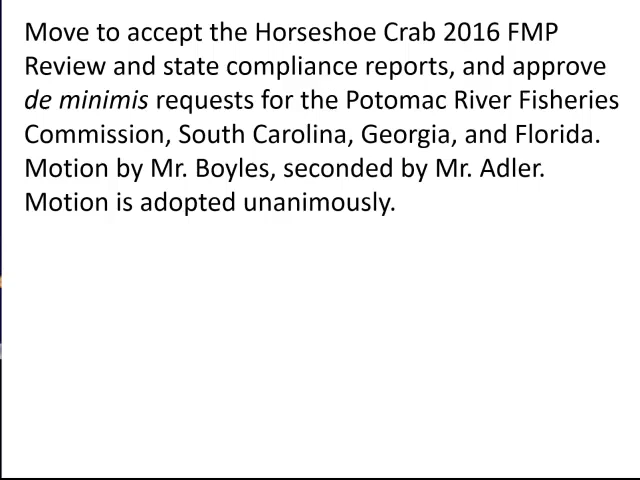 Move to accept the Horseshoe Crab 2016 FMP
Review and state compliance reports, and approve
de minimis requests for the Potomac River Fisheries
Commission, South Carolina, Georgia, and Florida.
Motion by Mr. Boyles, seconded by Mr. Adler.
Motion is adopted unanimously.